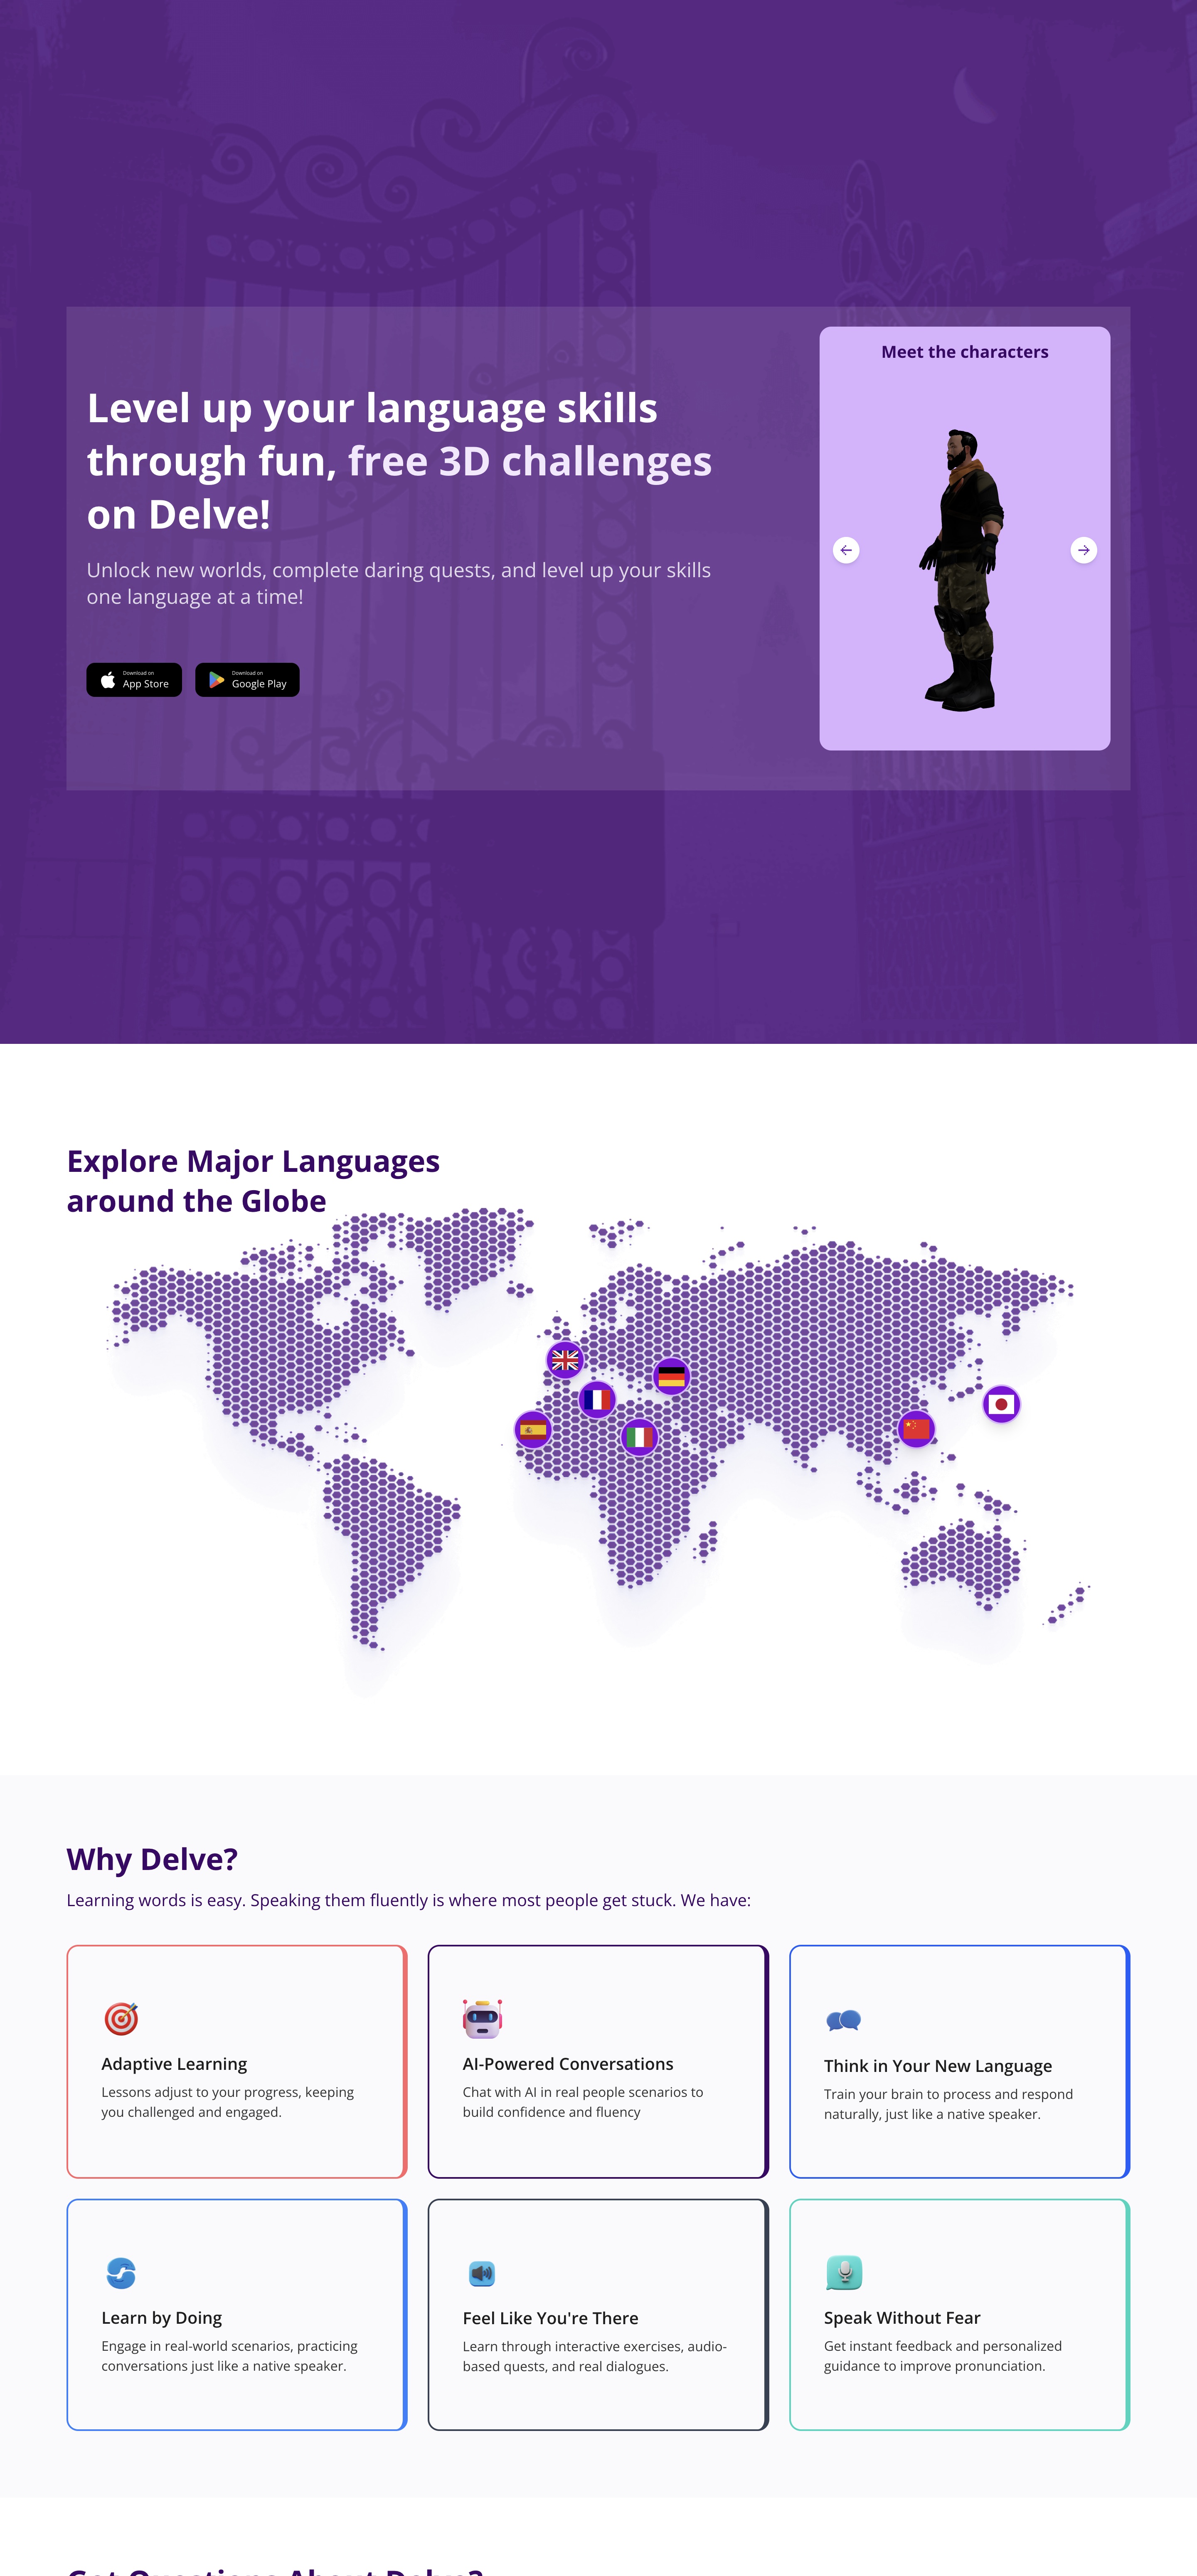 Meet the characters
Level up your language skills
through fun, free 3D challenges
on Delve!
Unlock new worlds, complete daring quests, and level up your skills
one language at a time!
Download on
App Store
Download on
Google Play
Explore Major Languages
around the Globe
Why Delve?
Learning words is easy. Speaking them fluently is where most people get stuck. We have:
Adaptive Learning
Lessons adjust to your progress, keeping
you challenged and engaged.
AI-Powered Conversations
Chat with AI in real people scenarios to
build confidence and fluency
Think in Your New Language
Train your brain to process and respond
naturally, just like a native speaker.
Learn by Doing
Engage in real-world scenarios, practicing
conversations just like a native speaker.
Feel Like You're There
Learn through interactive exercises, audio-
based quests, and real dialogues.
Speak Without Fear
Get instant feedback and personalized
guidance to improve pronunciation.
Got Questions About Delve?